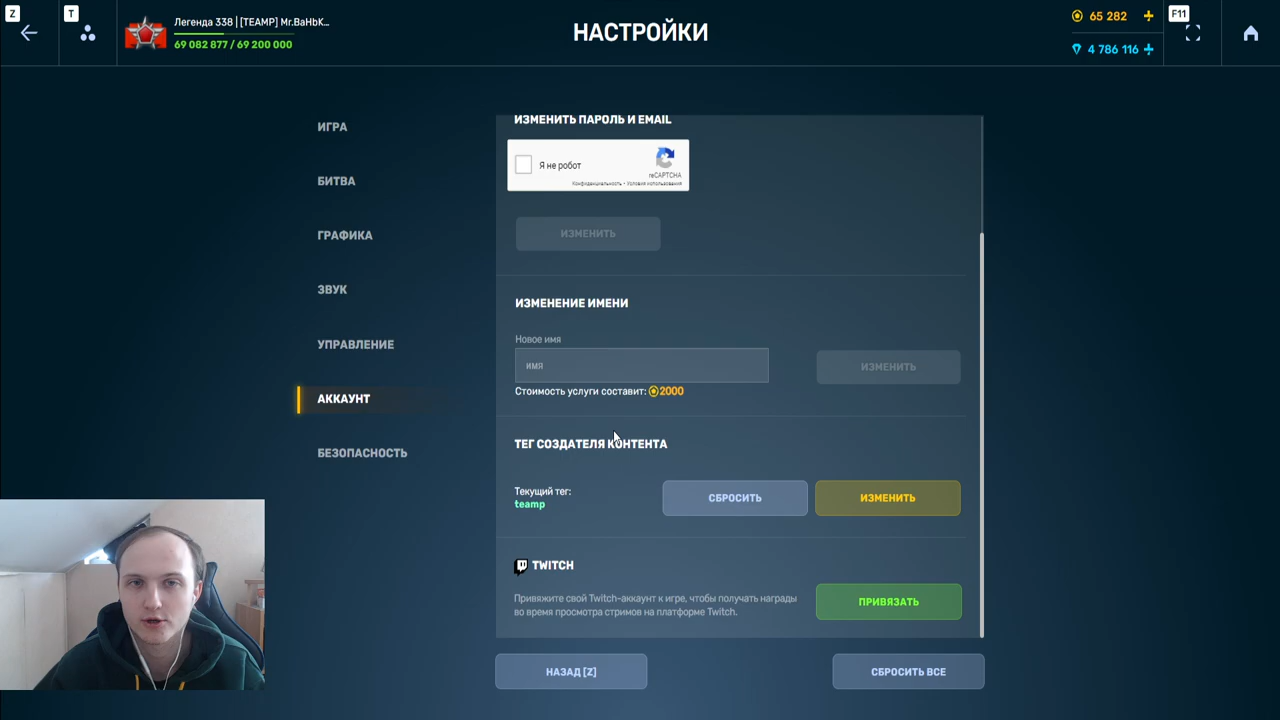 Z
T
Легенда 338 | [TEAMP] Mr.BaHbK...
69 082 877 / 69 200 000
НАСТРОЙКИ
65 282
4 786 116
F11
ИГРА
БИТВА
ГРАФИКА
ЗВУК
УПРАВЛЕНИЕ
АККАУНТ
БЕЗОПАСНОСТЬ
ИЗМЕНИТЬ ПАРОЛЬ И EMAIL
Я не робот
reCAPTCHA
Конфиденциальность • Условия использования
ИЗМЕНИТЬ
ИЗМЕНЕНИЕ ИМЕНИ
Новое имя
ИМЯ
ИЗМЕНИТЬ
Стоимость услуги составит: 2000
ТЕГ СОЗДАТЕЛЯ КОНТЕНТА
Текущий тег:
teamp
СБРОСИТЬ
ИЗМЕНИТЬ
TWITCH
Привяжите свой Twitch-аккаунт к игре, чтобы получать награды
во время просмотра стримов на платформе Twitch.
ПРИВЯЗАТЬ
НАЗАД [Z]
СБРОСИТЬ ВСЕ